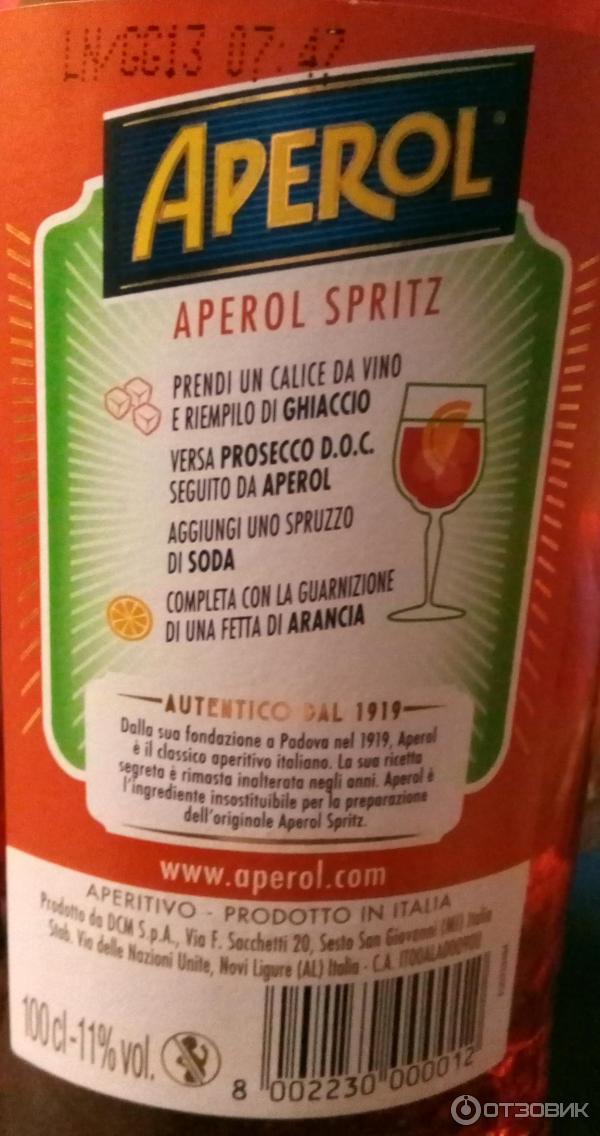 LN/GG13 07:47
APEROL
APEROL SPRITZ
PRENDI UN CALICE DA VINO
E RIEMPILO DI GHIACCIO
VERSA PROSECCO D.O.C.
SEGUITO DA APEROL
AGGIUNGI UNO SPRUZZO
DI SODA
COMPLETA CON LA GUARNIZIONE
DI UNA FETTA DI ARANCIA
AUTENTICO DAL 1919
Dalla sua fondazione a Padova nel 1919, Aperol
è il classico aperitivo italiano. La sua ricetta
segreta è rimasta inalterata negli anni. Aperol è
l'ingrediente insostituibile per la preparazione
dell'originale Aperol Spritz.
www.aperol.com
APERITIVO - PRODOTTO IN ITALIA
Prodotto da DCM S.p.A., Via F. Sacchetti 20, Sesto San Giovanni (MI) Italia
Stab. Via delle Nazioni Unite, Novi Ligure (AL) Italia - C.A. IT00ALA00090U
100 cl - 11% vol.
8 002230 000012
ОТЗОВИК